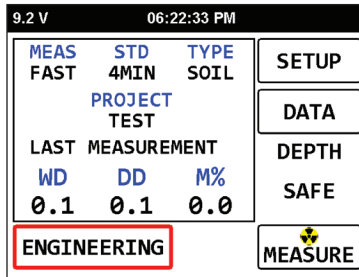 9.2 V 06:22:33 PM
MEAS STD TYPE
FAST 4MIN SOIL
PROJECT
TEST
LAST MEASUREMENT
WD DD M%
0.1 0.1 0.0
ENGINEERING
SETUP
DATA
DEPTH
SAFE
MEASURE